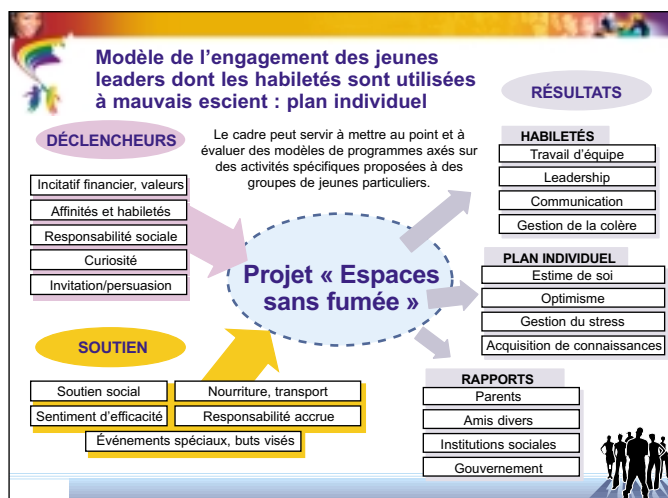 Modèle de l'engagement des jeunes
leaders dont les habiletés sont utilisées
à mauvais escient : plan individuel
RÉSULTATS
DÉCLENCHEURS
Le cadre peut servir à mettre au point et à
évaluer des modèles de programmes axés sur
des activités spécifiques proposées à des
groupes de jeunes particuliers.
Incitatif financier, valeurs
Affinités et habiletés
Responsabilité sociale
Curiosité
Invitation/persuasion
HABILETÉS
Travail d'équipe
Leadership
Communication
Gestion de la colère
Projet « Espaces
sans fumée »
PLAN INDIVIDUEL
Estime de soi
Optimisme
Gestion du stress
Acquisition de connaissances
SOUTIEN
Soutien social
Nourriture, transport
Sentiment d'efficacité
Responsabilité accrue
Événements spéciaux, buts visés
RAPPORTS
Parents
Amis divers
Institutions sociales
Gouvernement